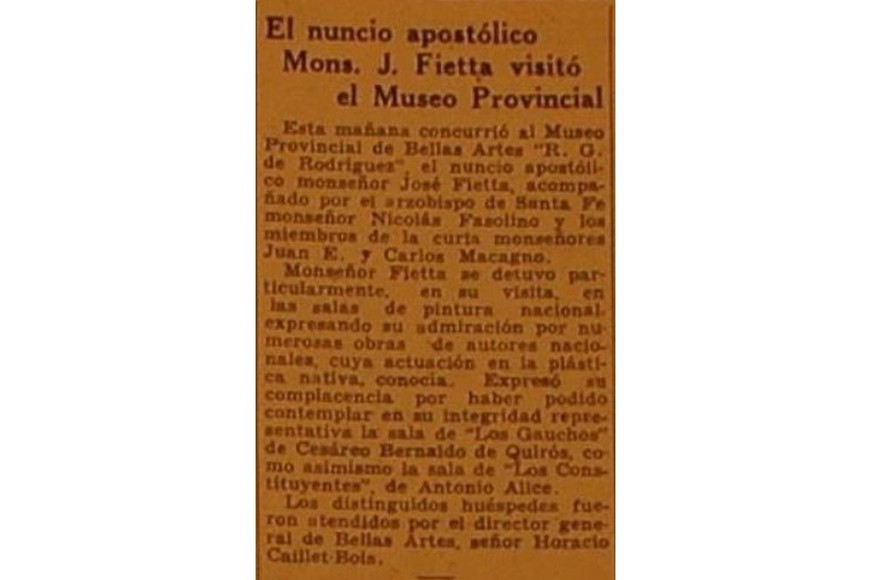 El nuncio apostólico
Mons. J. Fietta visitó
el Museo Provincial
Esta mañana concurrió al Museo
Provincial de Bellas Artes "R. G.
de Rodríguez", el nuncio apostóli-
co monseñor José Fietta, acompa-
ñado por el arzobispo de Santa Fe
monseñor Nicolás Fasolino y los
miembros de la curia monseñores
Juan E. y Carlos Macagno.
Monseñor Fietta se detuvo par-
ticularmente, en su visita, en
las salas de pintura nacional,
expresando su admiración por nu-
merosas obras de autores nacio-
nales, cuya actuación en la plásti-
ca nativa, conocía. Expresó su
complacencia por haber podido
contemplar en su integridad repre-
sentativa la sala de "Los Gauchos"
de Cesáreo Bernaldo de Quirós, co-
mo asimismo la sala de "Los Cons-
tituyentes", de Antonio Alice.
Los distinguidos huéspedes fue-
ron atendidos por el director gene-
ral de Bellas Artes, señor Horacio
Caillet-Bois.